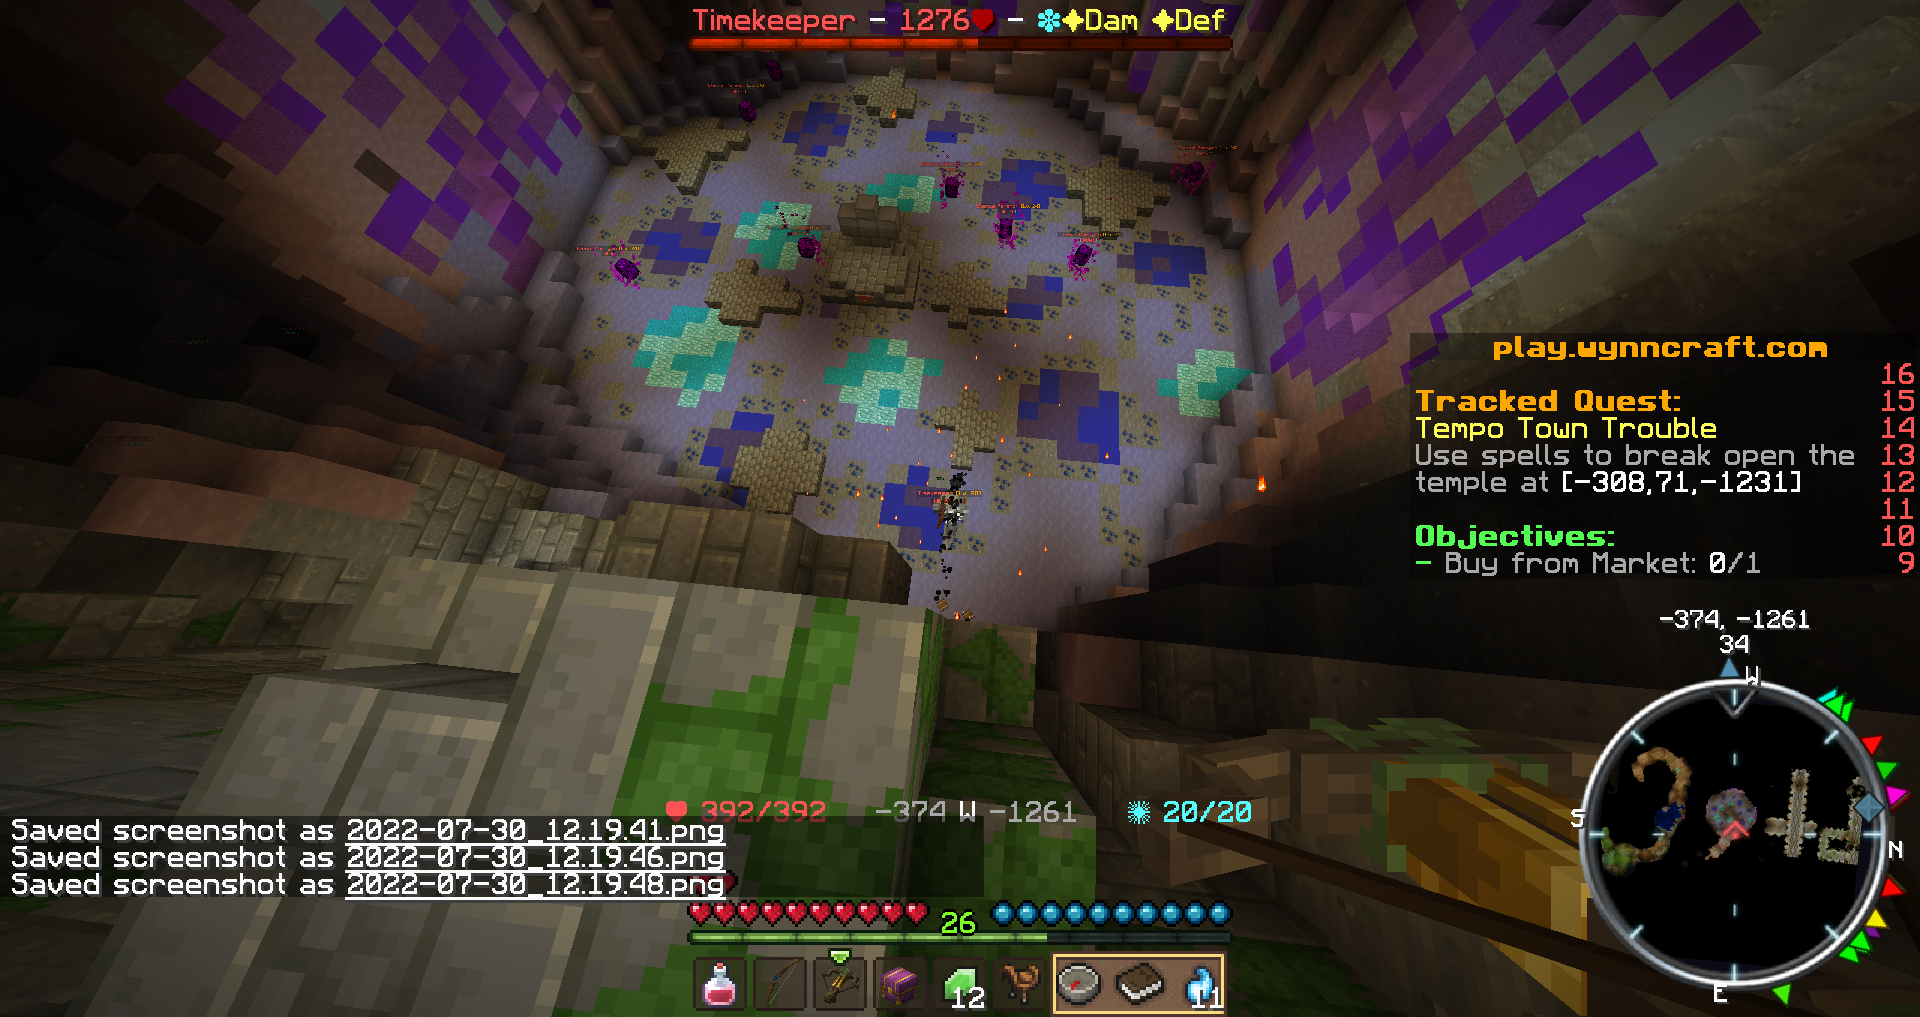 Timekeeper - 1276❤ - ❄✦Dam ✦Def
play.wynncraft.com
16
Tracked Quest: 15
Tempo Town Trouble 14
Use spells to break open the 13
temple at [-308,71,-1231] 12
11
Objectives: 10
- Buy from Market: 0/1 9
-374, -1261
34
W
S
N
E
392/392 -374 W -1261 20/20
Saved screenshot as 2022-07-30_12.19.41.png
Saved screenshot as 2022-07-30_12.19.46.png
Saved screenshot as 2022-07-30_12.19.48.png
26
12
11